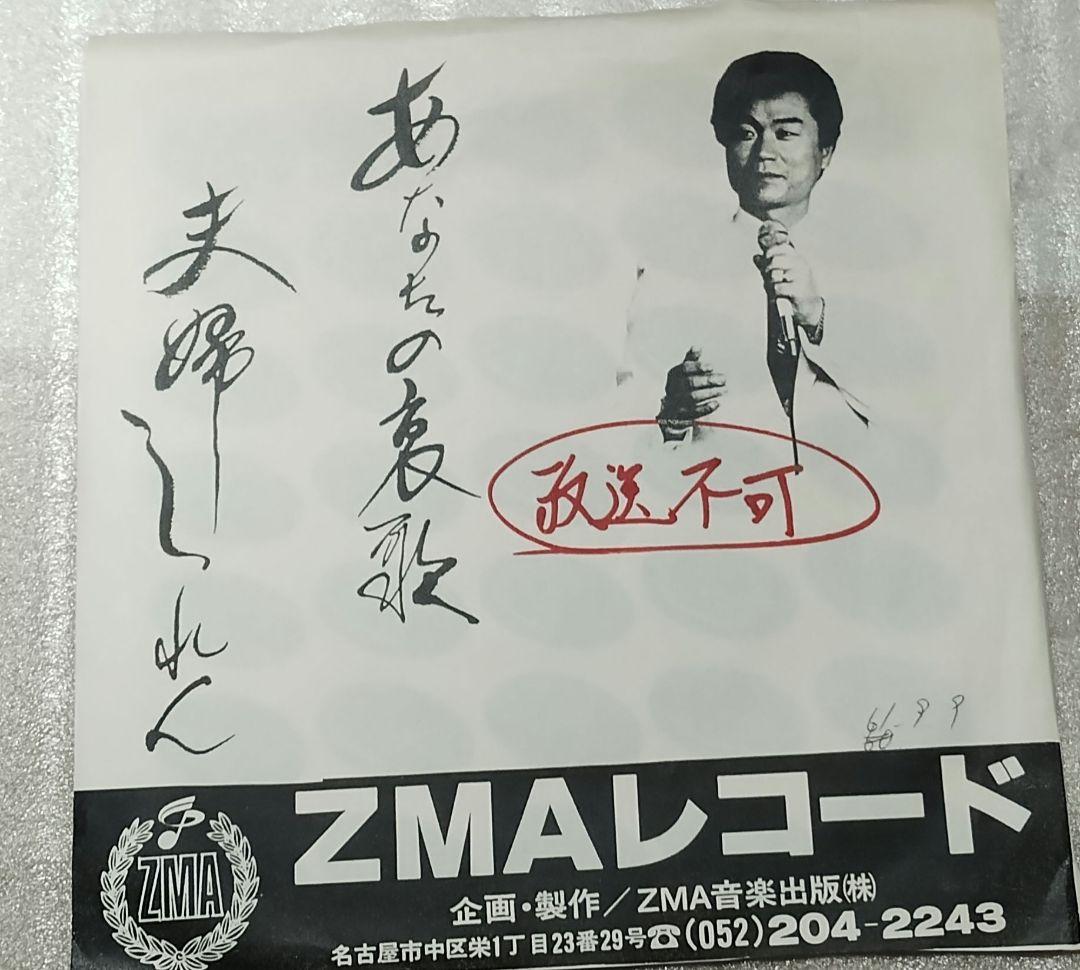 あなたの哀歌
夫婦しれん
放送不可
61. 9 9
ZMAレコード
ZMA
企画・製作/ZMA音楽出版㈱
名古屋市中区栄1丁目23番29号☎(052)204-2243